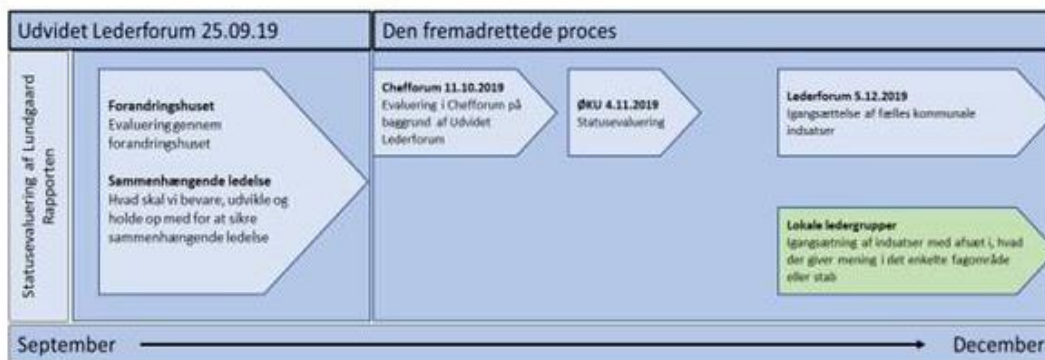 Udvidet Lederforum 25.09.19
Den fremadrettede proces
Statusevaluering af Lundgaard
Rapporten
Forandringshuset
Evaluering gennem
forandringshuset
Sammenhængende ledelse
Hvad skal vi bevare, udvikle og
holde op med for at sikre
sammenhængende ledelse
Chefforum 11.10.2019
Evaluering i Chefforum på
baggrund af Udvidet
Lederforum
ØKU 4.11.2019
Statusevaluering
Lederforum 5.12.2019
Igangsættelse af fælles kommunale
indsatser
Lokale ledergrupper
Igangsætning af indsatser med afsæt i, hvad
der giver mening i det enkelte fagområde
eller stab
September
December